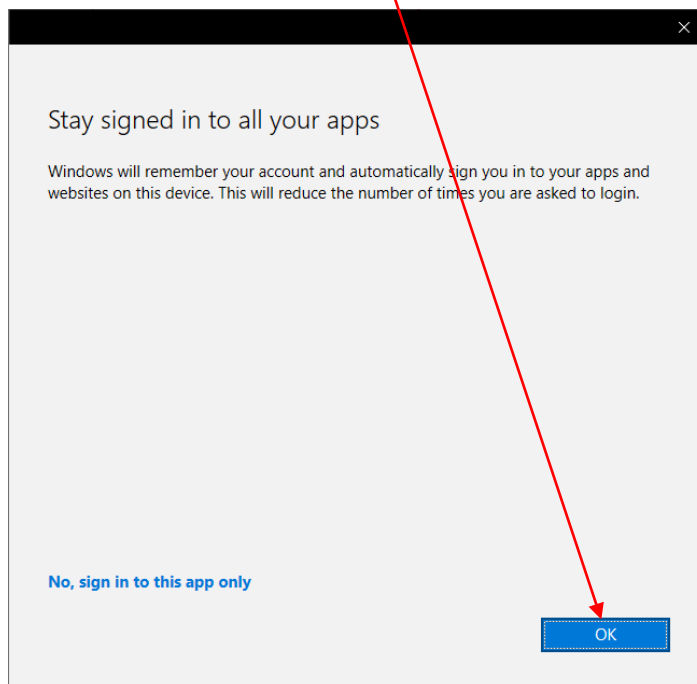 Stay signed in to all your apps
Windows will remember your account and automatically sign you in to your apps and
websites on this device. This will reduce the number of times you are asked to login.
No, sign in to this app only
OK